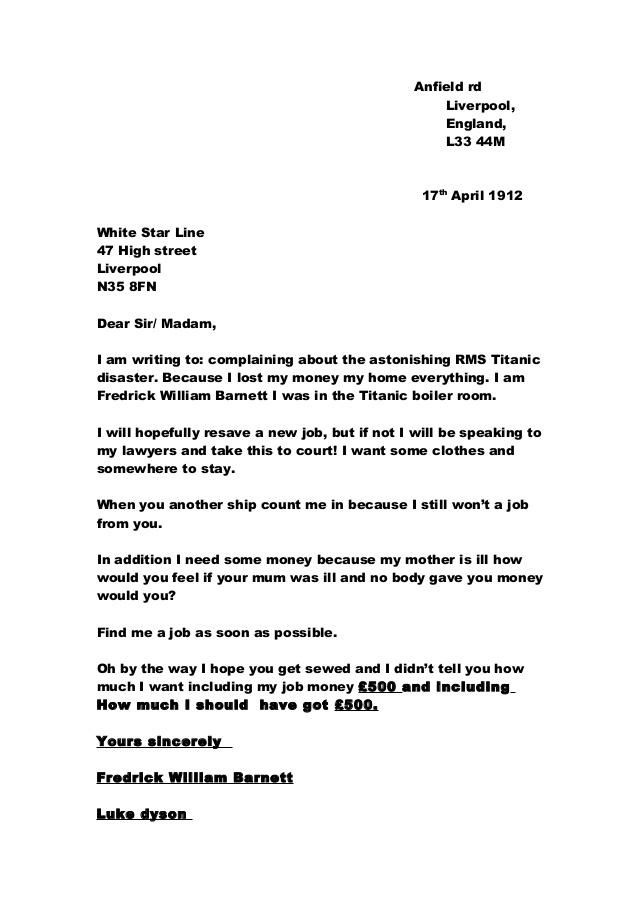 Anfield rd
Liverpool,
England,
L33 44M
17th April 1912
White Star Line
47 High street
Liverpool
N35 8FN
Dear Sir/ Madam,
I am writing to: complaining about the astonishing RMS Titanic
disaster. Because I lost my money my home everything. I am
Fredrick William Barnett I was in the Titanic boiler room.
I will hopefully resave a new job, but if not I will be speaking to
my lawyers and take this to court! I want some clothes and
somewhere to stay.
When you another ship count me in because I still won’t a job
from you.
In addition I need some money because my mother is ill how
would you feel if your mum was ill and no body gave you money
would you?
Find me a job as soon as possible.
Oh by the way I hope you get sewed and I didn’t tell you how
much I want including my job money £500 and including
How much I should have got £500.
Yours sincerely
Fredrick William Barnett
Luke dyson